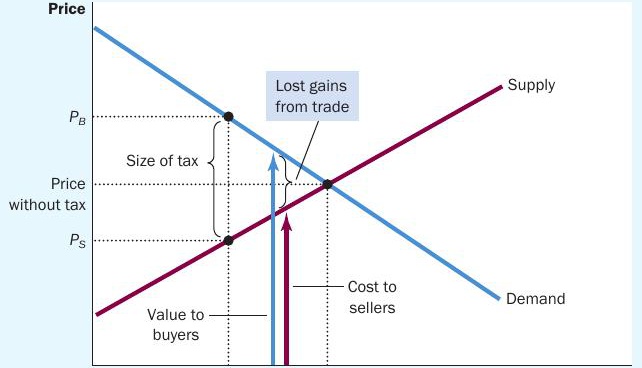 Price
Lost gains
from trade
Supply
P_B
Size of tax
Price
without tax
P_S
Cost to
sellers
Demand
Value to
buyers